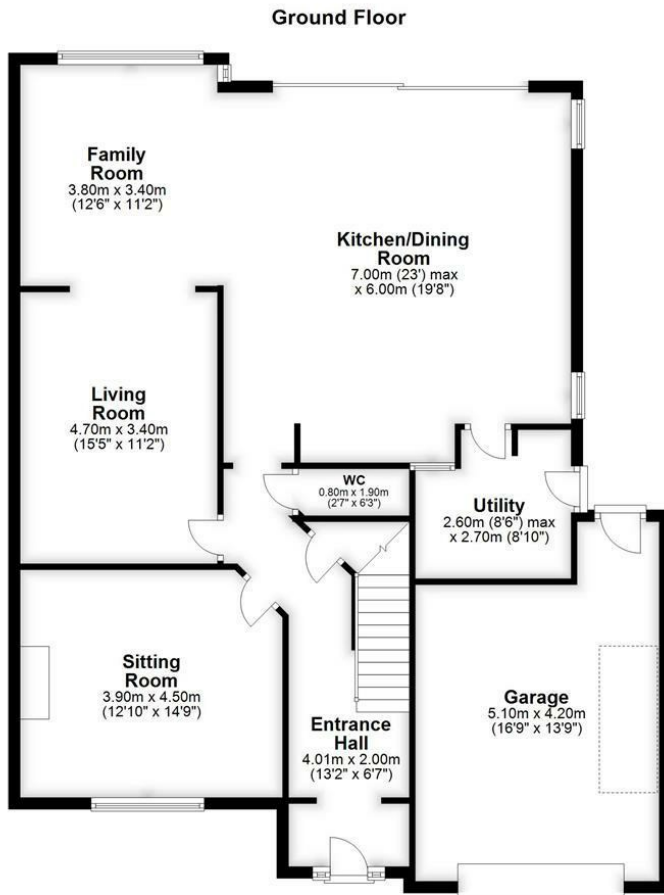 Ground Floor
Family
Room
3.80m x 3.40m
(12'6" x 11'2")
Kitchen/Dining
Room
7.00m (23') max
x 6.00m (19'8")
Living
Room
4.70m x 3.40m
(15'5" x 11'2")
WC
0.80m x 1.90m
(2'7" x 6'3")
Utility
2.60m (8'6") max
x 2.70m (8'10")
Sitting
Room
3.90m x 4.50m
(12'10" x 14'9")
Entrance
Hall
4.01m x 2.00m
(13'2" x 6'7")
Garage
5.10m x 4.20m
(16'9" x 13'9")